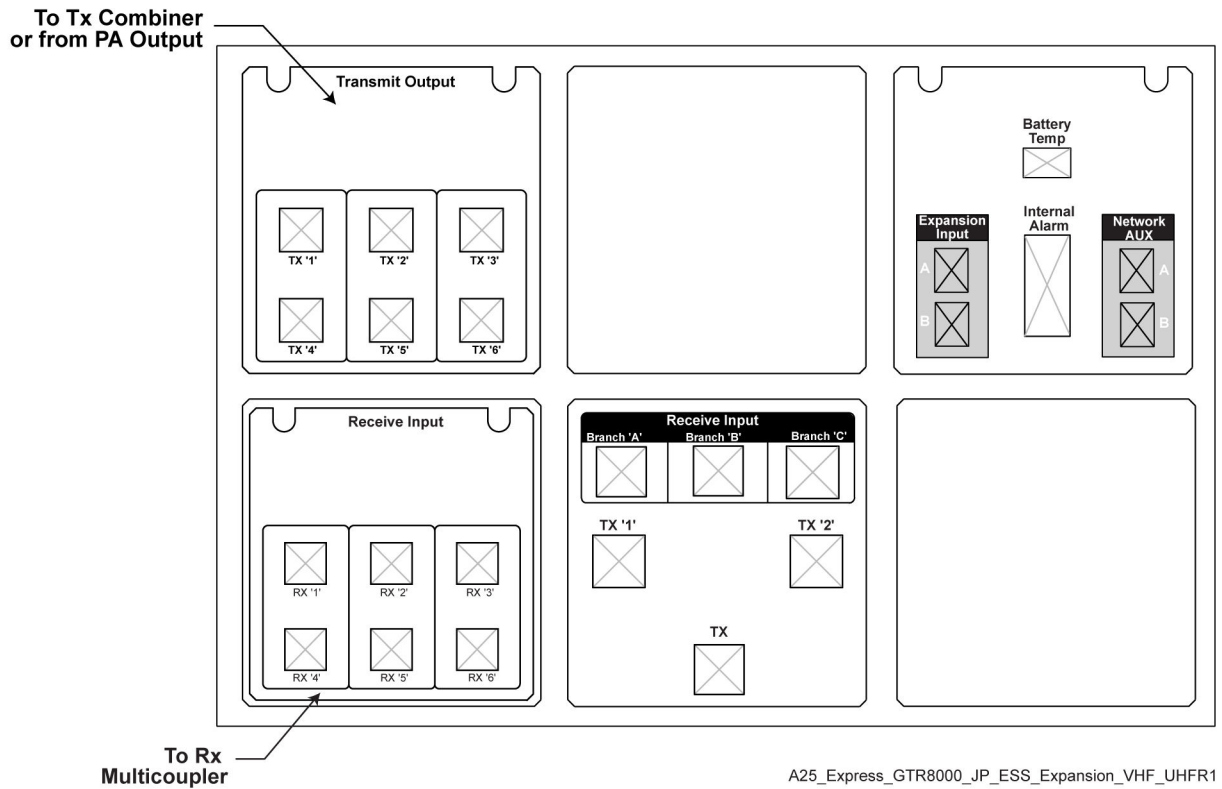 To Tx Combiner
or from PA Output
Transmit Output
TX '1' TX '2' TX '3'
TX '4' TX '5' TX '6'
Battery
Temp
Expansion
Input
A
B
Internal
Alarm
Network
AUX
A
B
Receive Input
RX '1' RX '2' RX '3'
RX '4' RX '5' RX '6'
Receive Input
Branch 'A' Branch 'B' Branch 'C'
TX '1' TX '2'
TX
To Rx
Multicoupler
A25_Express_GTR8000_JP_ESS_Expansion_VHF_UHFR1